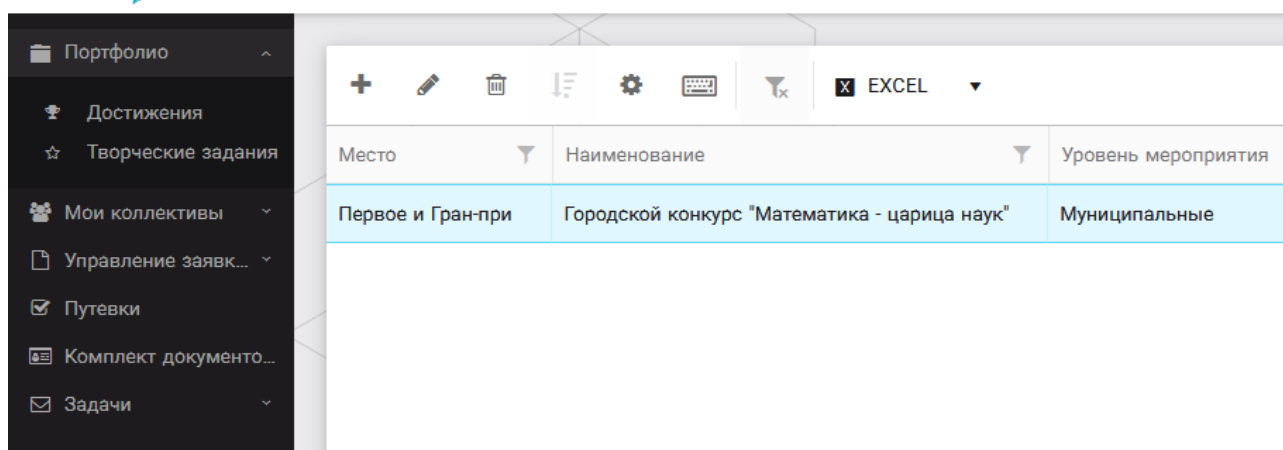 Портфолио
Достижения
Творческие задания
Мои коллективы
Управление заявк...
Путевки
Комплект документо...
Задачи
X EXCEL
Место Наименование Уровень мероприятия
Первое и Гран-при Городской конкурс "Математика - царица наук" Муниципальные